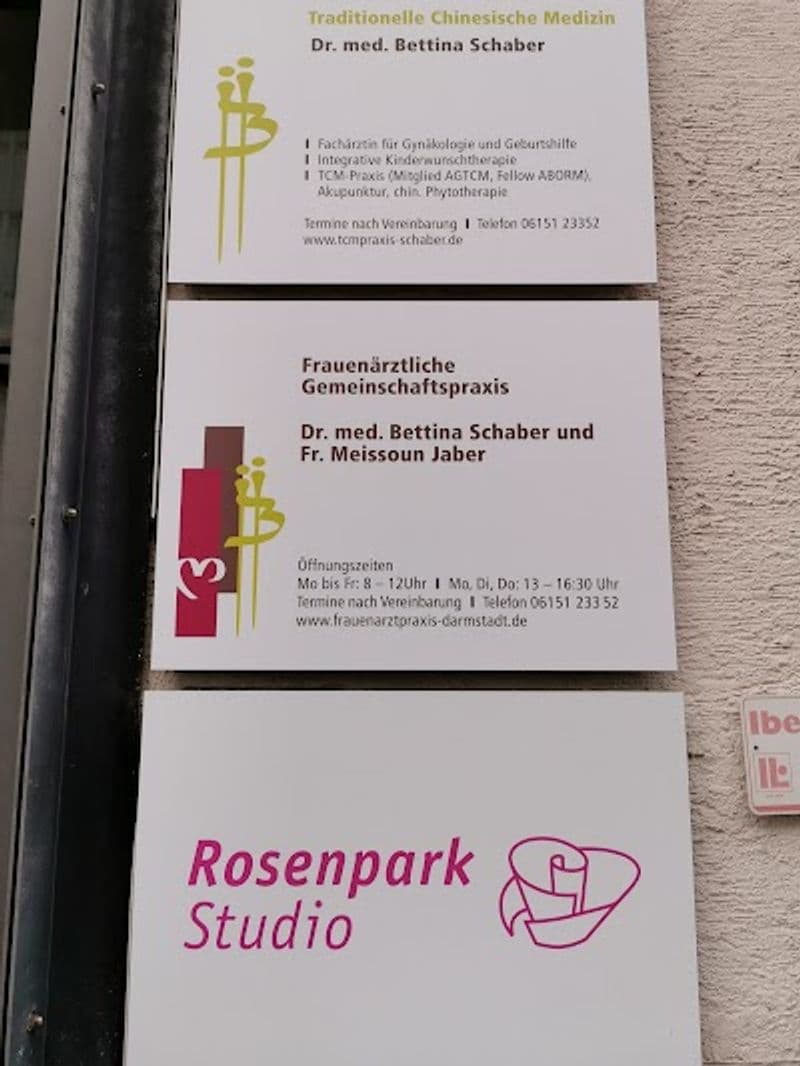 Traditionelle Chinesische Medizin
Dr. med. Bettina Schaber
Fachärztin für Gynäkologie und Geburtshilfe
Integrative Kinderwunschtherapie
TCM-Praxis (Mitglied AGTCM, Fellow ABORM),
Akupunktur, chin. Phytotherapie
Termine nach Vereinbarung I Telefon 06151 23352
www.tcmpraxis-schaber.de
Frauenärztliche
Gemeinschaftspraxis
Dr. med. Bettina Schaber und
Fr. Meissoun Jaber
Öffnungszeiten
Mo bis Fr: 8 – 12Uhr I Mo, Di, Do: 13 – 16:30 Uhr
Termine nach Vereinbarung I Telefon 06151 233 52
www.frauenarztpraxis-darmstadt.de
Rosenpark
Studio
Ibe